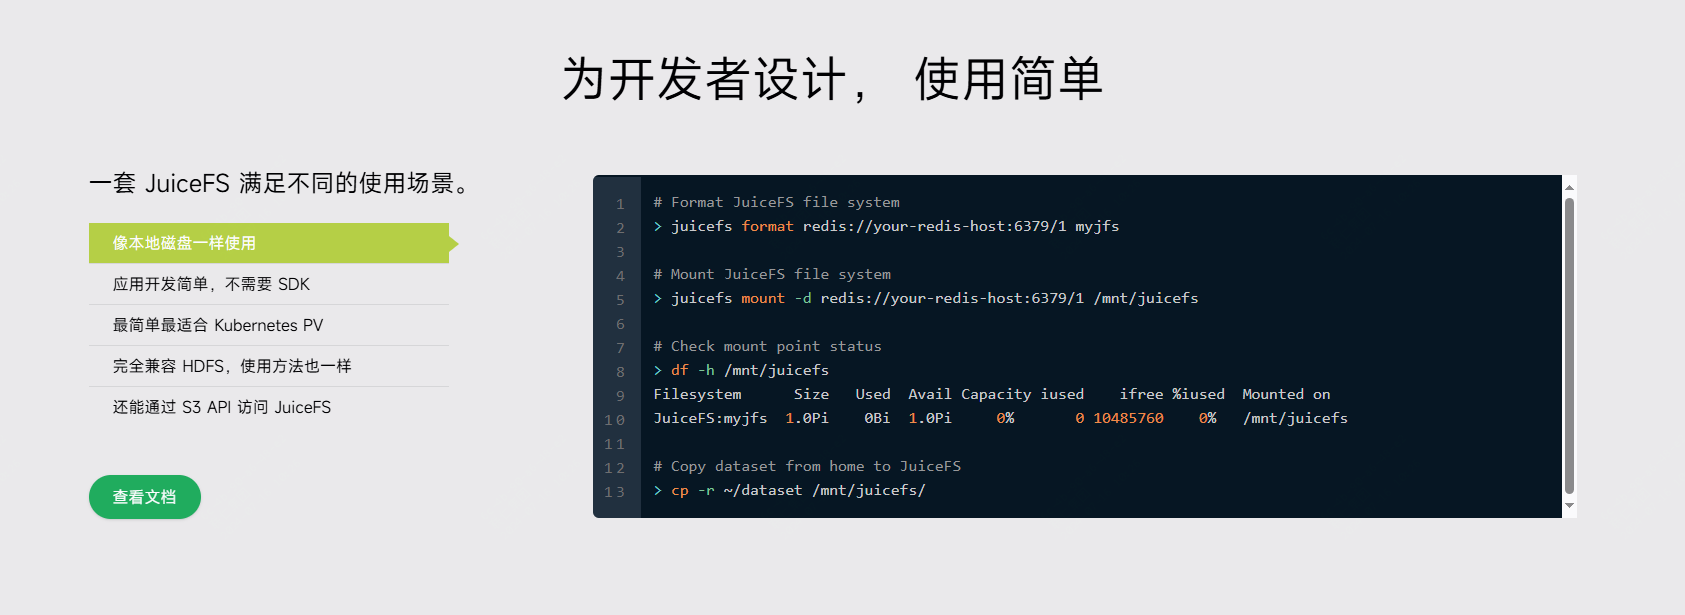 为开发者设计， 使用简单
一套 JuiceFS 满足不同的使用场景。
像本地磁盘一样使用
应用开发简单，不需要 SDK
最简单最适合 Kubernetes PV
完全兼容 HDFS，使用方法也一样
还能通过 S3 API 访问 JuiceFS
查看文档
1 # Format JuiceFS file system
2 > juicefs format redis://your-redis-host:6379/1 myjfs
3
4 # Mount JuiceFS file system
5 > juicefs mount -d redis://your-redis-host:6379/1 /mnt/juicefs
6
7 # Check mount point status
8 > df -h /mnt/juicefs
9 Filesystem      Size   Used  Avail Capacity iused    ifree %iused  Mounted on
10 JuiceFS:myjfs  1.0Pi    0Bi  1.0Pi     0%       0 10485760    0%   /mnt/juicefs
11
12 # Copy dataset from home to JuiceFS
13 > cp -r ~/dataset /mnt/juicefs/